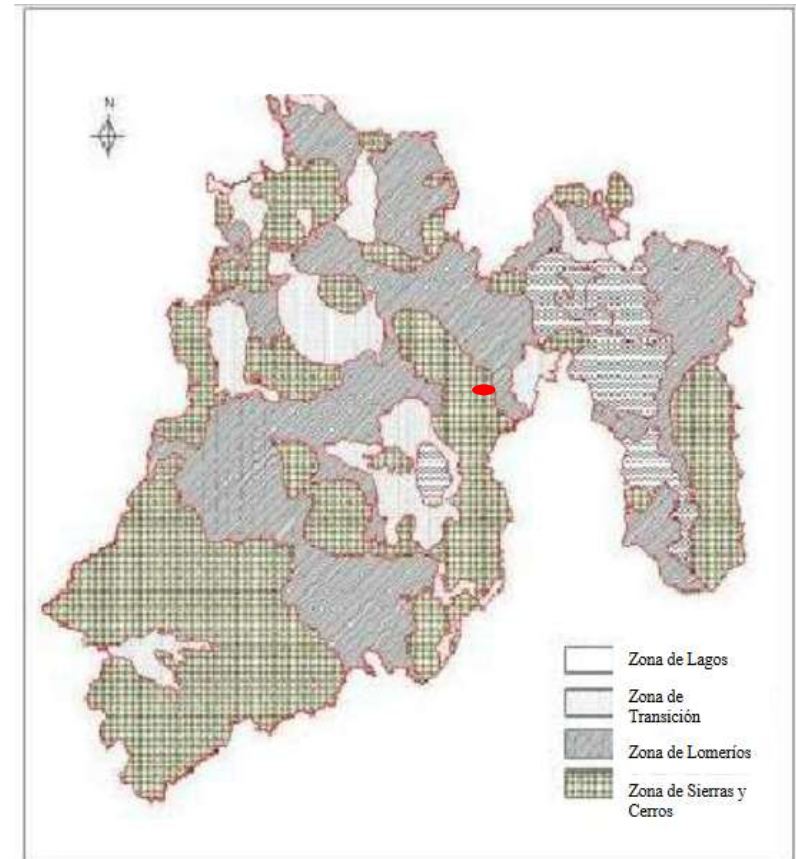 N
Zona de Lagos
Zona de
Transición
Zona de Lomeríos
Zona de Sierras y
Cerros